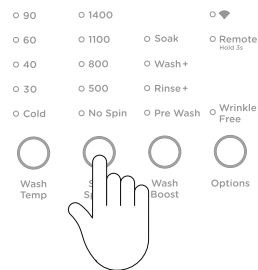 90
1400
60
1100
Soak
Remote
Hold 3s
40
800
Wash+
30
500
Rinse+
Cold
No Spin
Pre Wash
Wrinkle
Free
Wash
Temp
Wash
Boost
Options